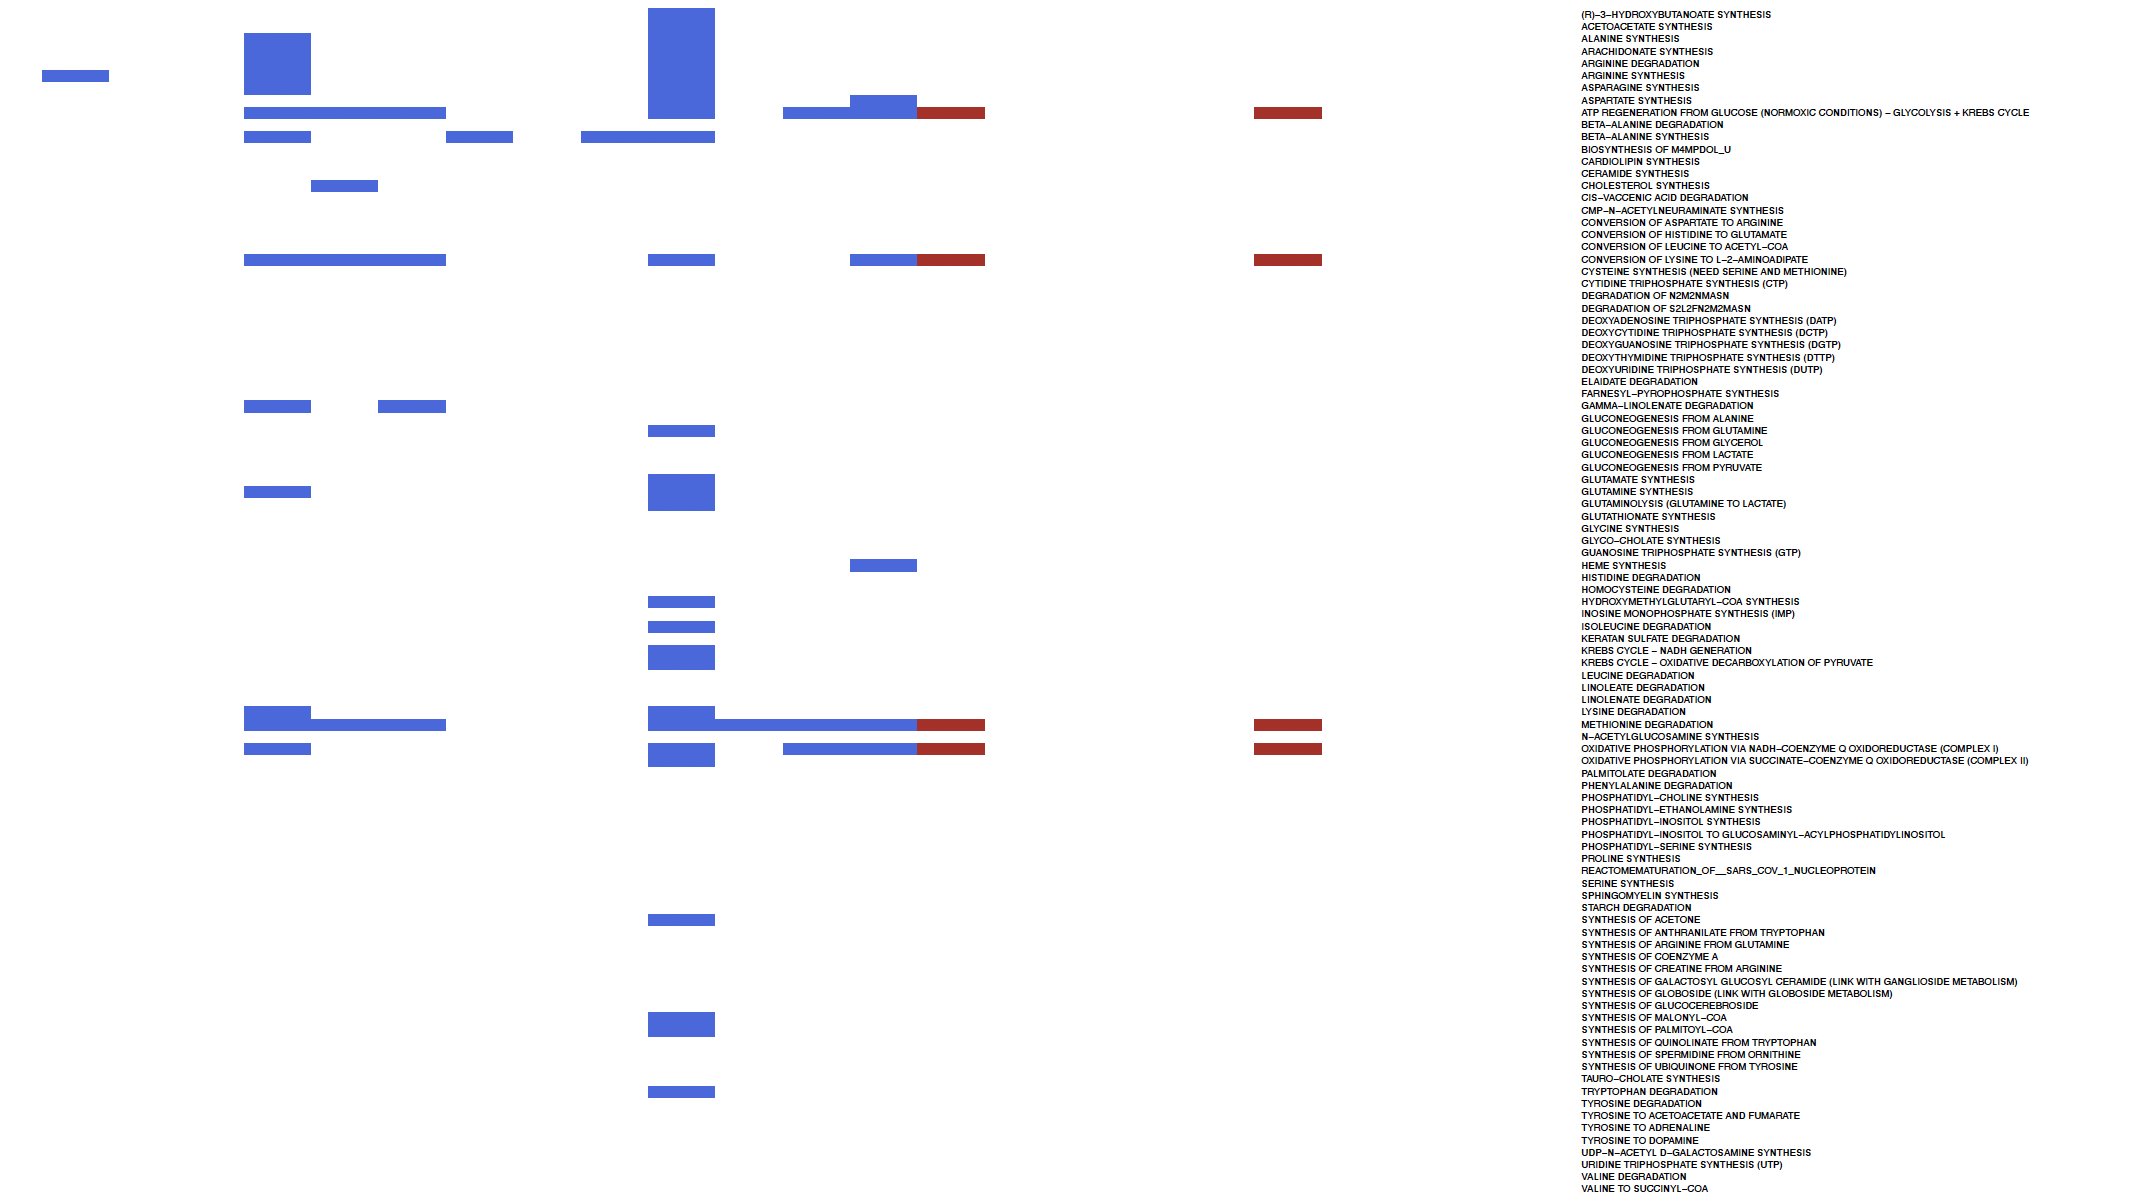 (R)−3−HYDROXYBUTANOATE SYNTHESIS
ACETOACETATE SYNTHESIS
ALANINE SYNTHESIS
ARACHIDONATE SYNTHESIS
ARGININE DEGRADATION
ARGININE SYNTHESIS
ASPARAGINE SYNTHESIS
ASPARTATE SYNTHESIS
ATP REGENERATION FROM GLUCOSE (NORMOXIC CONDITIONS) − GLYCOLYSIS + KREBS CYCLE
BETA−ALANINE DEGRADATION
BETA−ALANINE SYNTHESIS
BIOSYNTHESIS OF M4MPDOL_U
CARDIOLIPIN SYNTHESIS
CERAMIDE SYNTHESIS
CHOLESTEROL SYNTHESIS
CIS−VACCENIC ACID DEGRADATION
CMP−N−ACETYLNEURAMINATE SYNTHESIS
CONVERSION OF ASPARTATE TO ARGININE
CONVERSION OF HISTIDINE TO GLUTAMATE
CONVERSION OF LEUCINE TO ACETYL−COA
CONVERSION OF LYSINE TO L−2−AMINOADIPATE
CYSTEINE SYNTHESIS (NEED SERINE AND METHIONINE)
CYTIDINE TRIPHOSPHATE SYNTHESIS (CTP)
DEGRADATION OF N2M2NMASN
DEGRADATION OF S2L2FN2M2MASN
DEOXYADENOSINE TRIPHOSPHATE SYNTHESIS (DATP)
DEOXYCYTIDINE TRIPHOSPHATE SYNTHESIS (DCTP)
DEOXYGUANOSINE TRIPHOSPHATE SYNTHESIS (DGTP)
DEOXYTHYMIDINE TRIPHOSPHATE SYNTHESIS (DTTP)
DEOXYURIDINE TRIPHOSPHATE SYNTHESIS (DUTP)
ELAIDATE DEGRADATION
FARNESYL−PYROPHOSPHATE SYNTHESIS
GAMMA−LINOLENATE DEGRADATION
GLUCONEOGENESIS FROM ALANINE
GLUCONEOGENESIS FROM GLUTAMINE
GLUCONEOGENESIS FROM GLYCEROL
GLUCONEOGENESIS FROM LACTATE
GLUCONEOGENESIS FROM PYRUVATE
GLUTAMATE SYNTHESIS
GLUTAMINE SYNTHESIS
GLUTAMINOLYSIS (GLUTAMINE TO LACTATE)
GLUTATHIONATE SYNTHESIS
GLYCINE SYNTHESIS
GLYCO−CHOLATE SYNTHESIS
GUANOSINE TRIPHOSPHATE SYNTHESIS (GTP)
HEME SYNTHESIS
HISTIDINE DEGRADATION
HOMOCYSTEINE DEGRADATION
HYDROXYMETHYLGLUTARYL−COA SYNTHESIS
INOSINE MONOPHOSPHATE SYNTHESIS (IMP)
ISOLEUCINE DEGRADATION
KERATAN SULFATE DEGRADATION
KREBS CYCLE − NADH GENERATION
KREBS CYCLE − OXIDATIVE DECARBOXYLATION OF PYRUVATE
LEUCINE DEGRADATION
LINOLEATE DEGRADATION
LINOLENATE DEGRADATION
LYSINE DEGRADATION
METHIONINE DEGRADATION
N−ACETYLGLUCOSAMINE SYNTHESIS
OXIDATIVE PHOSPHORYLATION VIA NADH−COENZYME Q OXIDOREDUCTASE (COMPLEX I)
OXIDATIVE PHOSPHORYLATION VIA SUCCINATE−COENZYME Q OXIDOREDUCTASE (COMPLEX II)
PALMITOLATE DEGRADATION
PHENYLALANINE DEGRADATION
PHOSPHATIDYL−CHOLINE SYNTHESIS
PHOSPHATIDYL−ETHANOLAMINE SYNTHESIS
PHOSPHATIDYL−INOSITOL SYNTHESIS
PHOSPHATIDYL−INOSITOL TO GLUCOSAMINYL−ACYLPHOSPHATIDYLINOSITOL
PHOSPHATIDYL−SERINE SYNTHESIS
PROLINE SYNTHESIS
REACTOMEMATURATION_OF__SARS_COV_1_NUCLEOPROTEIN
SERINE SYNTHESIS
SPHINGOMYELIN SYNTHESIS
STARCH DEGRADATION
SYNTHESIS OF ACETONE
SYNTHESIS OF ANTHRANILATE FROM TRYPTOPHAN
SYNTHESIS OF ARGININE FROM GLUTAMINE
SYNTHESIS OF COENZYME A
SYNTHESIS OF CREATINE FROM ARGININE
SYNTHESIS OF GALACTOSYL GLUCOSYL CERAMIDE (LINK WITH GANGLIOSIDE METABOLISM)
SYNTHESIS OF GLOBOSIDE (LINK WITH GLOBOSIDE METABOLISM)
SYNTHESIS OF GLUCOCEREBROSIDE
SYNTHESIS OF MALONYL−COA
SYNTHESIS OF PALMITOYL−COA
SYNTHESIS OF QUINOLINATE FROM TRYPTOPHAN
SYNTHESIS OF SPERMIDINE FROM ORNITHINE
SYNTHESIS OF UBIQUINONE FROM TYROSINE
TAURO−CHOLATE SYNTHESIS
TRYPTOPHAN DEGRADATION
TYROSINE DEGRADATION
TYROSINE TO ACETOACETATE AND FUMARATE
TYROSINE TO ADRENALINE
TYROSINE TO DOPAMINE
UDP−N−ACETYL D−GALACTOSAMINE SYNTHESIS
URIDINE TRIPHOSPHATE SYNTHESIS (UTP)
VALINE DEGRADATION
VALINE TO SUCCINYL−COA